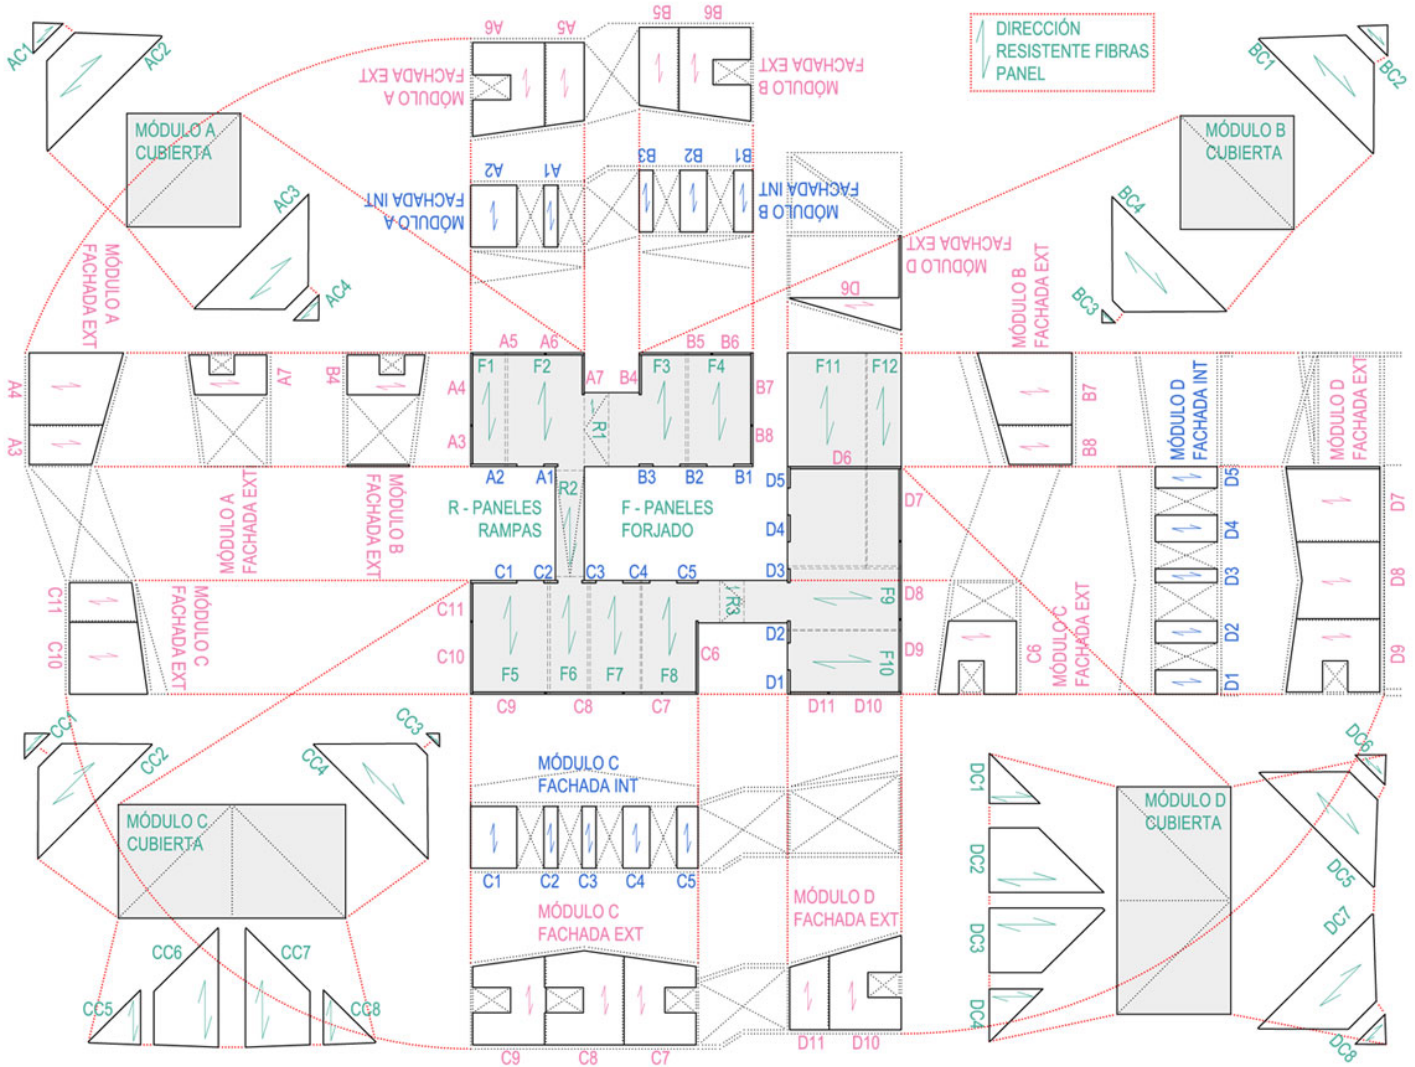 AC1
AC2
A6
A5
B5
B6
MÓDULO A
FACHADA EXT
MÓDULO B
FACHADA EXT
DIRECCIÓN
RESISTENTE FIBRAS
PANEL
BC1
BC2
MÓDULO A
CUBIERTA
AC3
AC4
A2
A1
B3
B2
B1
MÓDULO A
FACHADA INT
MÓDULO B
FACHADA INT
MÓDULO B
CUBIERTA
BC4
BC3
MÓDULO A
FACHADA EXT
MÓDULO D
FACHADA EXT
D6
MÓDULO B
FACHADA EXT
A4
A3
A7
B4
A5
A6
B5
B6
F1
F2
A7
B4
F3
F4
A4
A3
B7
B8
R1
F11
F12
D6
B7
B8
MÓDULO D
FACHADA INT
MÓDULO D
FACHADA EXT
A2
A1
B3
B2
B1
MÓDULO A
FACHADA EXT
MÓDULO B
FACHADA EXT
R - PANELES
RAMPAS
R2
F - PANELES
FORJADO
D5
D4
D3
D7
D5
D4
D3
D2
D1
D7
D8
D9
C11
C10
MÓDULO C
FACHADA EXT
C1
C2
C3
C4
C5
C11
C10
F5
F6
F7
F8
R3
C6
D2
D1
F9
F10
D8
D9
C6
MÓDULO C
FACHADA EXT
C9
C8
C7
D11
D10
CC1
CC2
CC3
CC4
MÓDULO C
CUBIERTA
MÓDULO C
FACHADA INT
C1
C2
C3
C4
C5
MÓDULO C
FACHADA EXT
MÓDULO D
FACHADA EXT
DC1
DC2
DC3
DC4
MÓDULO D
CUBIERTA
DC6
DC5
DC7
DC8
CC6
CC7
CC5
CC8
C9
C8
C7
D11
D10